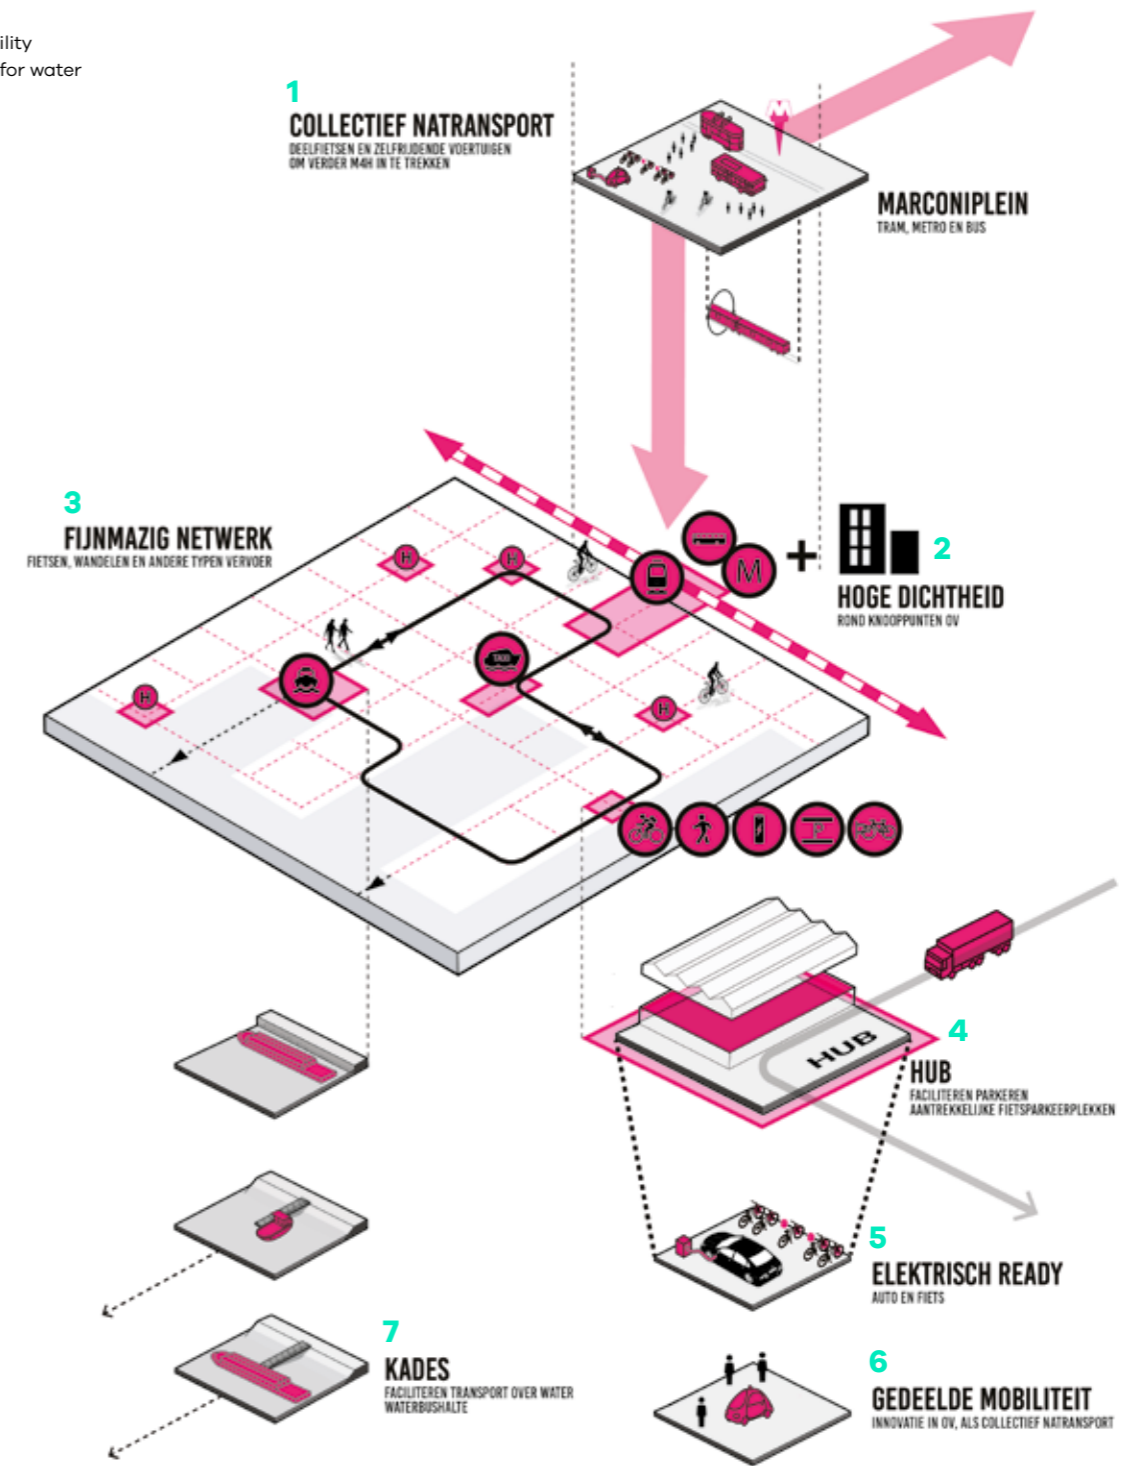 ility
for water
1
COLLECTIEF NATRANSPORT
DEELFIETSEN EN ZELFRIJDENDE VOERTUIGEN
OM VERDER M4H IN TE TREKKEN
M
MARCONIPLEIN
TRAM, METRO EN BUS
3
FIJNMAZIG NETWERK
FIETSEN, WANDELEN EN ANDERE TYPEN VERVOER
H
H
M
+
2
HOGE DICHTHEID
ROND KNOOPPUNTEN OV
TAXI
H
H
P
HUB
4
HUB
FACILITEREN PARKEREN
AANTREKKELIJKE FIETSPARKEERPLEKKEN
5
ELEKTRISCH READY
AUTO EN FIETS
7
KADES
FACILITEREN TRANSPORT OVER WATER
WATERBUSHALTE
6
GEDEELDE MOBILITEIT
INNOVATIE IN OV, ALS COLLECTIEF NATRANSPORT